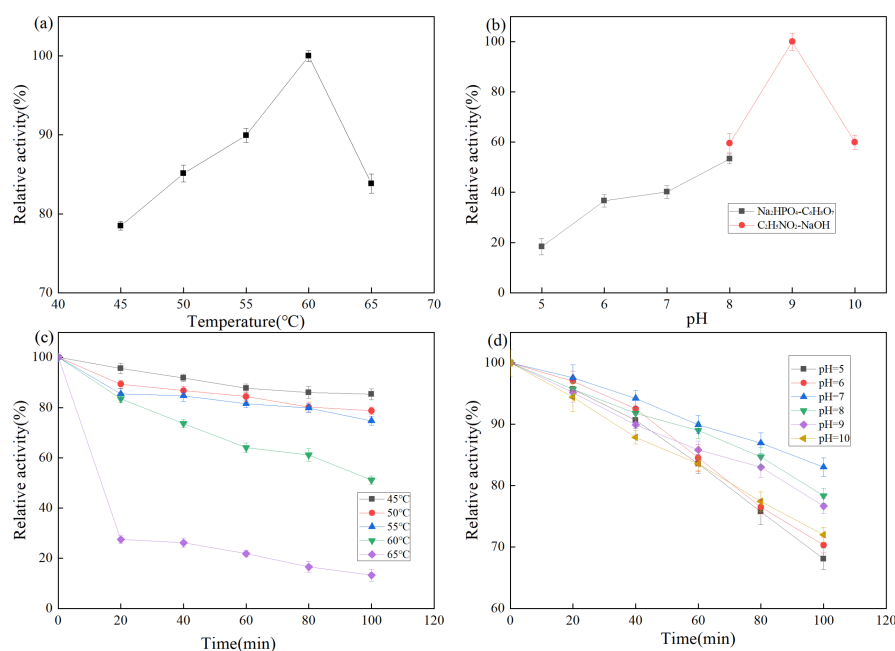 (a)
Relative activity(%)
100
90
80
70
40
45
50
55
60
65
70
Temperature(℃)
(b)
Relative activity(%)
100
80
60
40
20
0
5
6
7
8
9
10
pH
Na₂HPO₄-C₆H₈O₇
C₂H₅NO₂-NaOH
(c)
Relative activity(%)
100
80
60
40
20
0
0
20
40
60
80
100
120
Time(min)
45℃
50℃
55℃
60℃
65℃
(d)
Relative activity(%)
100
90
80
70
60
0
20
40
60
80
100
120
Time(min)
pH=5
pH=6
pH=7
pH=8
pH=9
pH=10